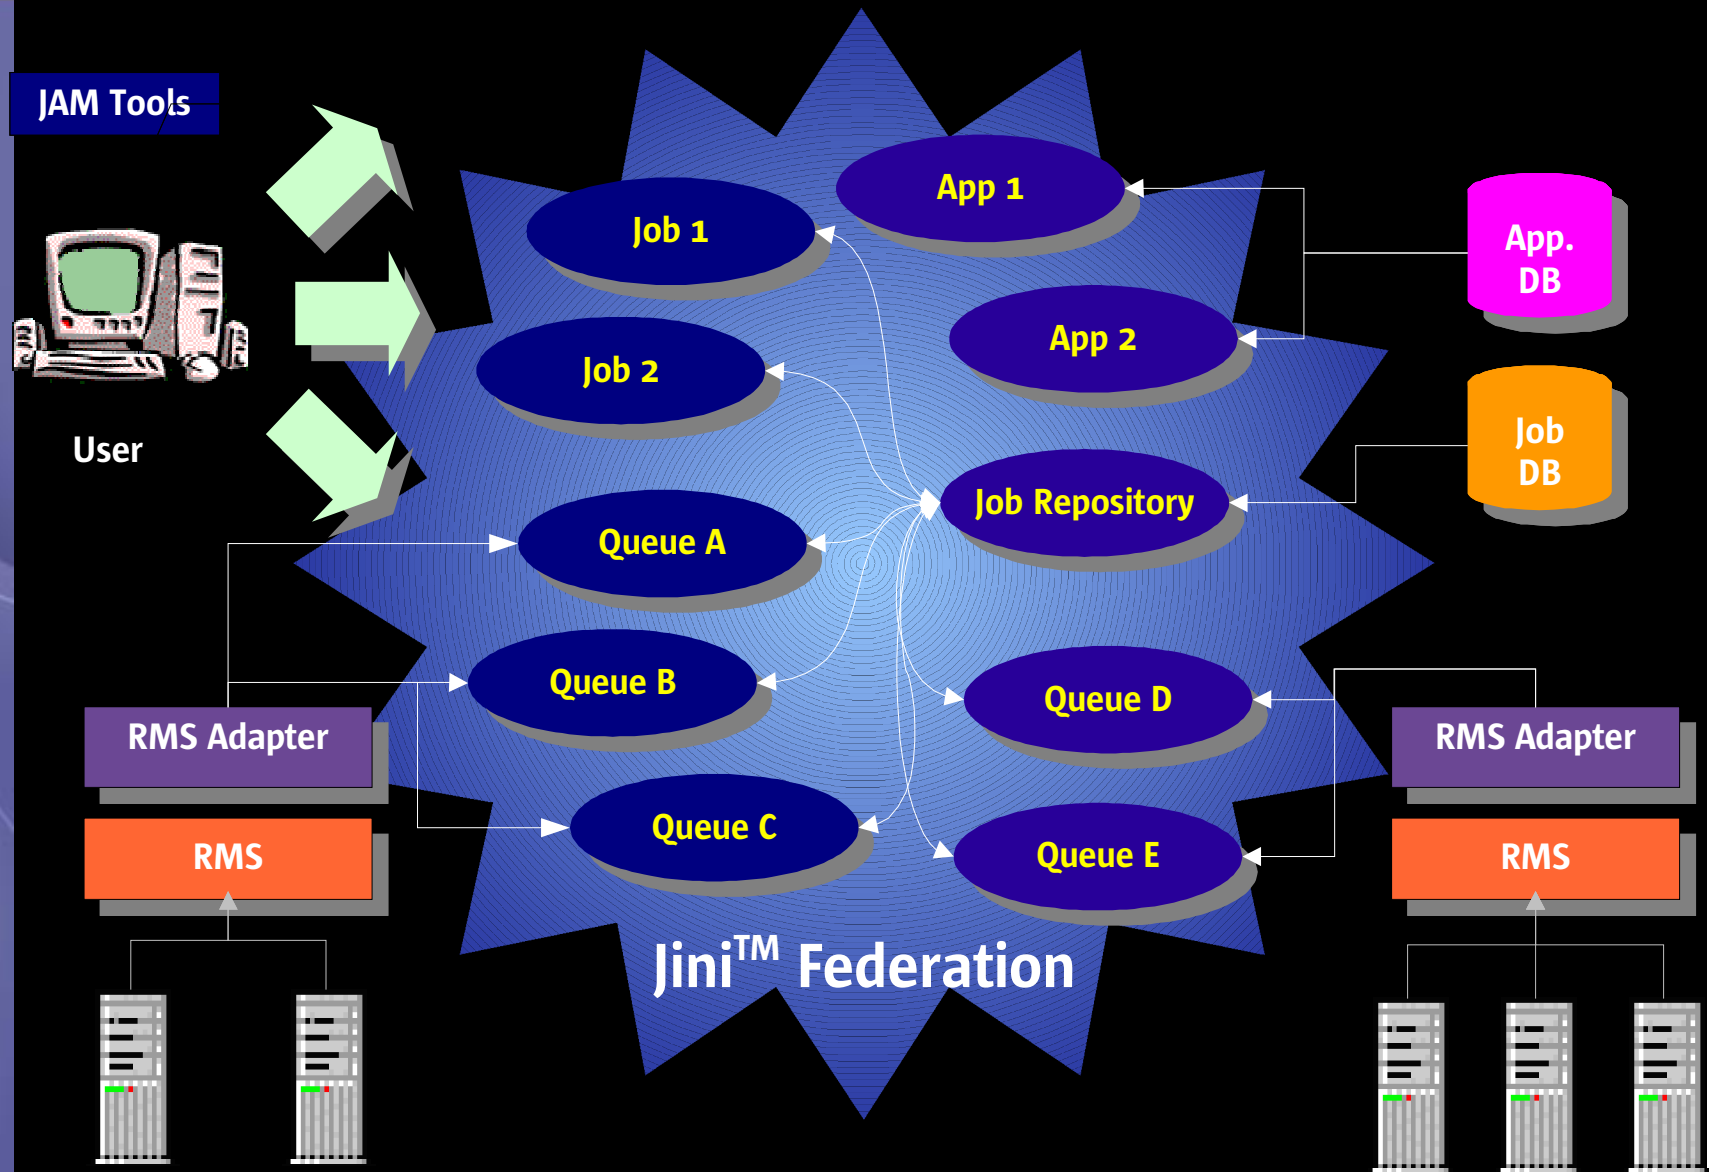 JAM Tools
User
Job 1
App 1
Job 2
App 2
App.
DB
Job
DB
Job Repository
Queue A
Queue B
Queue C
Queue D
Queue E
RMS Adapter
RMS
RMS Adapter
RMS
Jini™ Federation